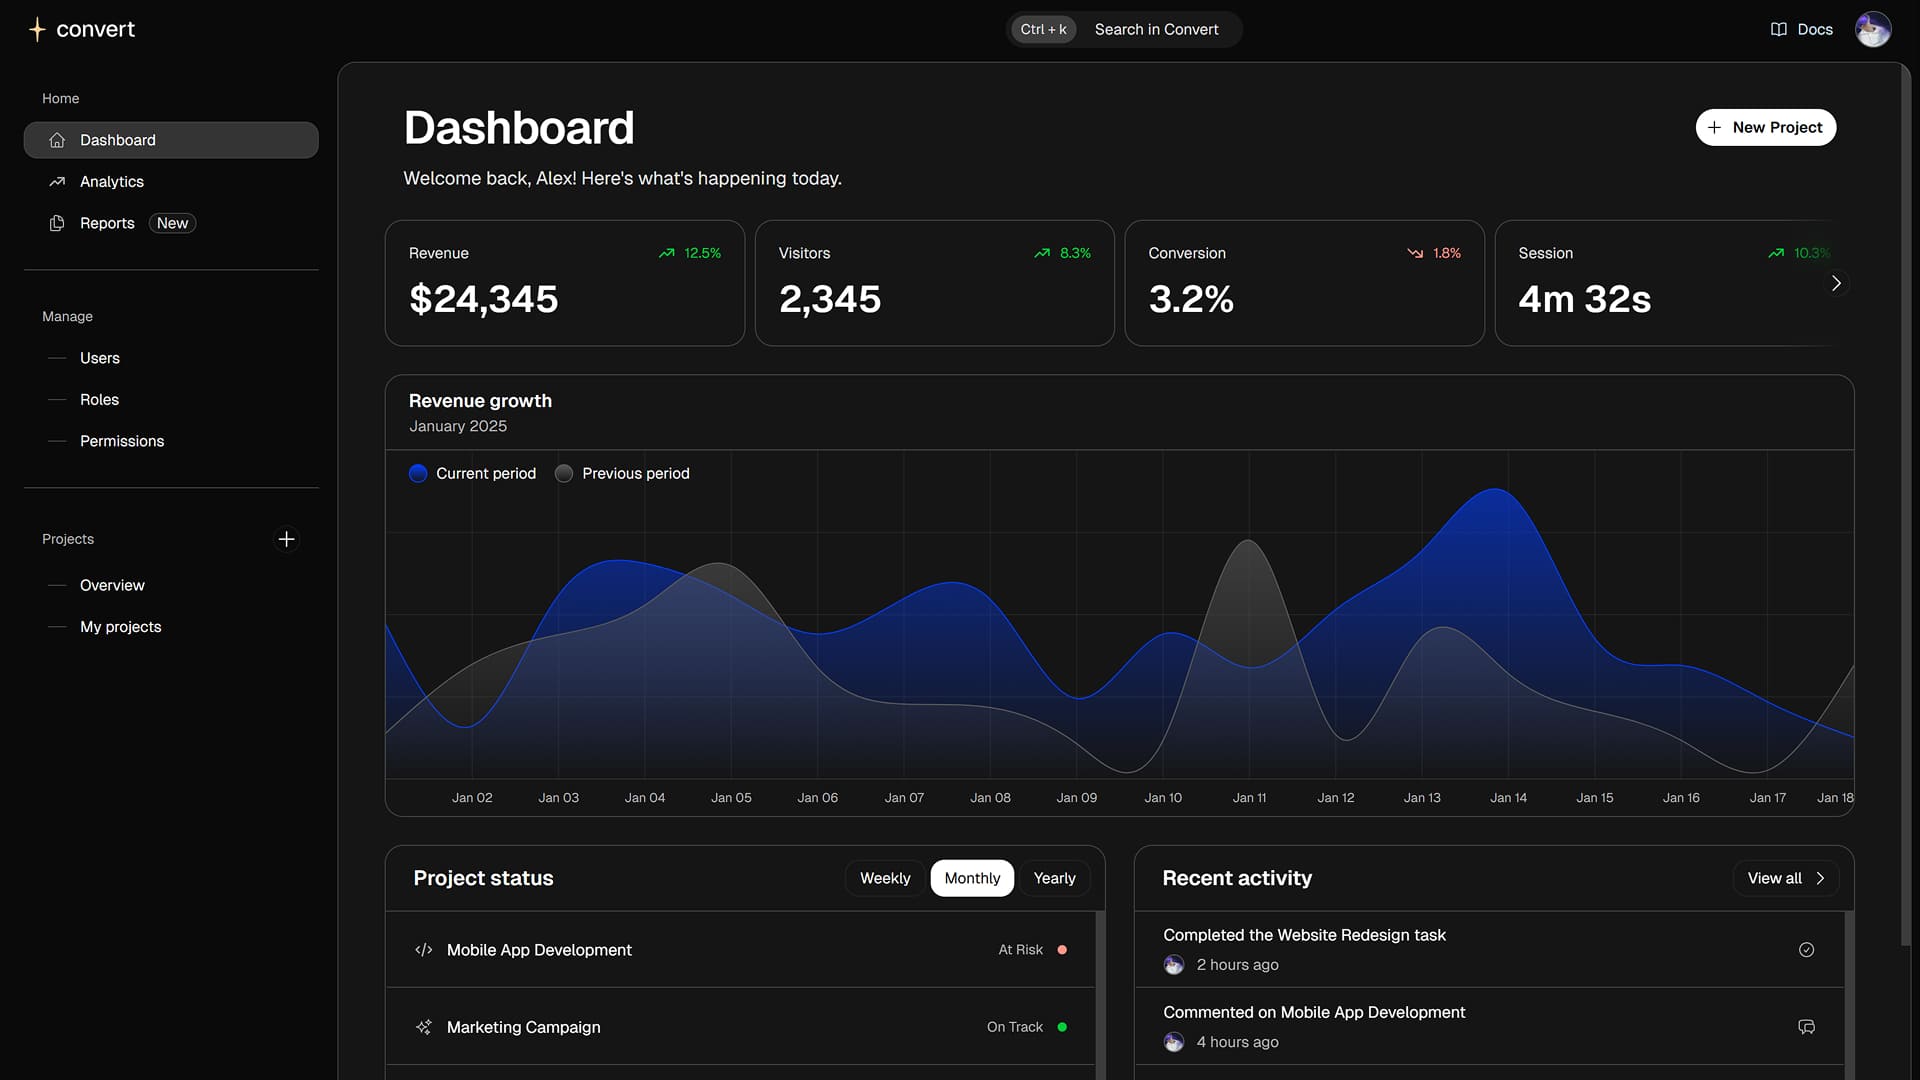 convert
Ctrl + k Search in Convert
Docs
Home
Dashboard
Analytics
Reports New
Manage
Users
Roles
Permissions
Projects
Overview
My projects
Dashboard
New Project
Welcome back, Alex! Here's what's happening today.
Revenue 12.5%
$24,345
Visitors 8.3%
2,345
Conversion 1.8%
3.2%
Session 10.3%
4m 32s
Revenue growth
January 2025
Current period Previous period
Jan 02 Jan 03 Jan 04 Jan 05 Jan 06 Jan 07 Jan 08 Jan 09 Jan 10 Jan 11 Jan 12 Jan 13 Jan 14 Jan 15 Jan 16 Jan 17 Jan 18
Project status Weekly Monthly Yearly
Mobile App Development At Risk
Marketing Campaign On Track
Recent activity View all
Completed the Website Redesign task
2 hours ago
Commented on Mobile App Development
4 hours ago